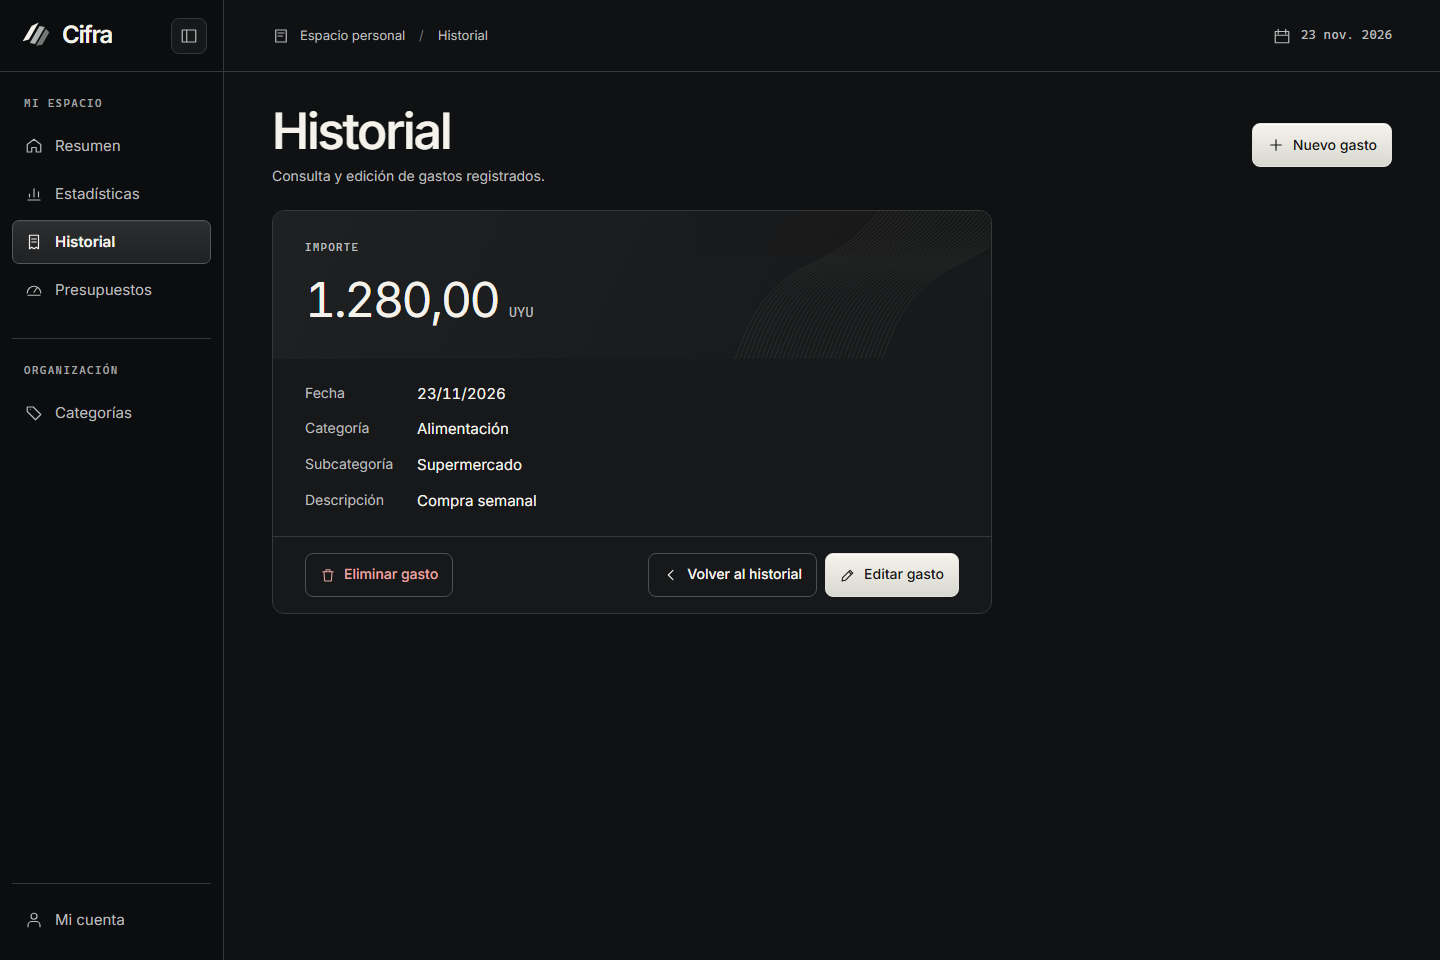 Cifra
Espacio personal / Historial
23 nov. 2026
MI ESPACIO
Resumen
Estadísticas
Historial
Presupuestos
ORGANIZACIÓN
Categorías
Mi cuenta
Historial
Consulta y edición de gastos registrados.
Nuevo gasto
IMPORTE
1.280,00 UYU
Fecha 23/11/2026
Categoría Alimentación
Subcategoría Supermercado
Descripción Compra semanal
Eliminar gasto
Volver al historial
Editar gasto